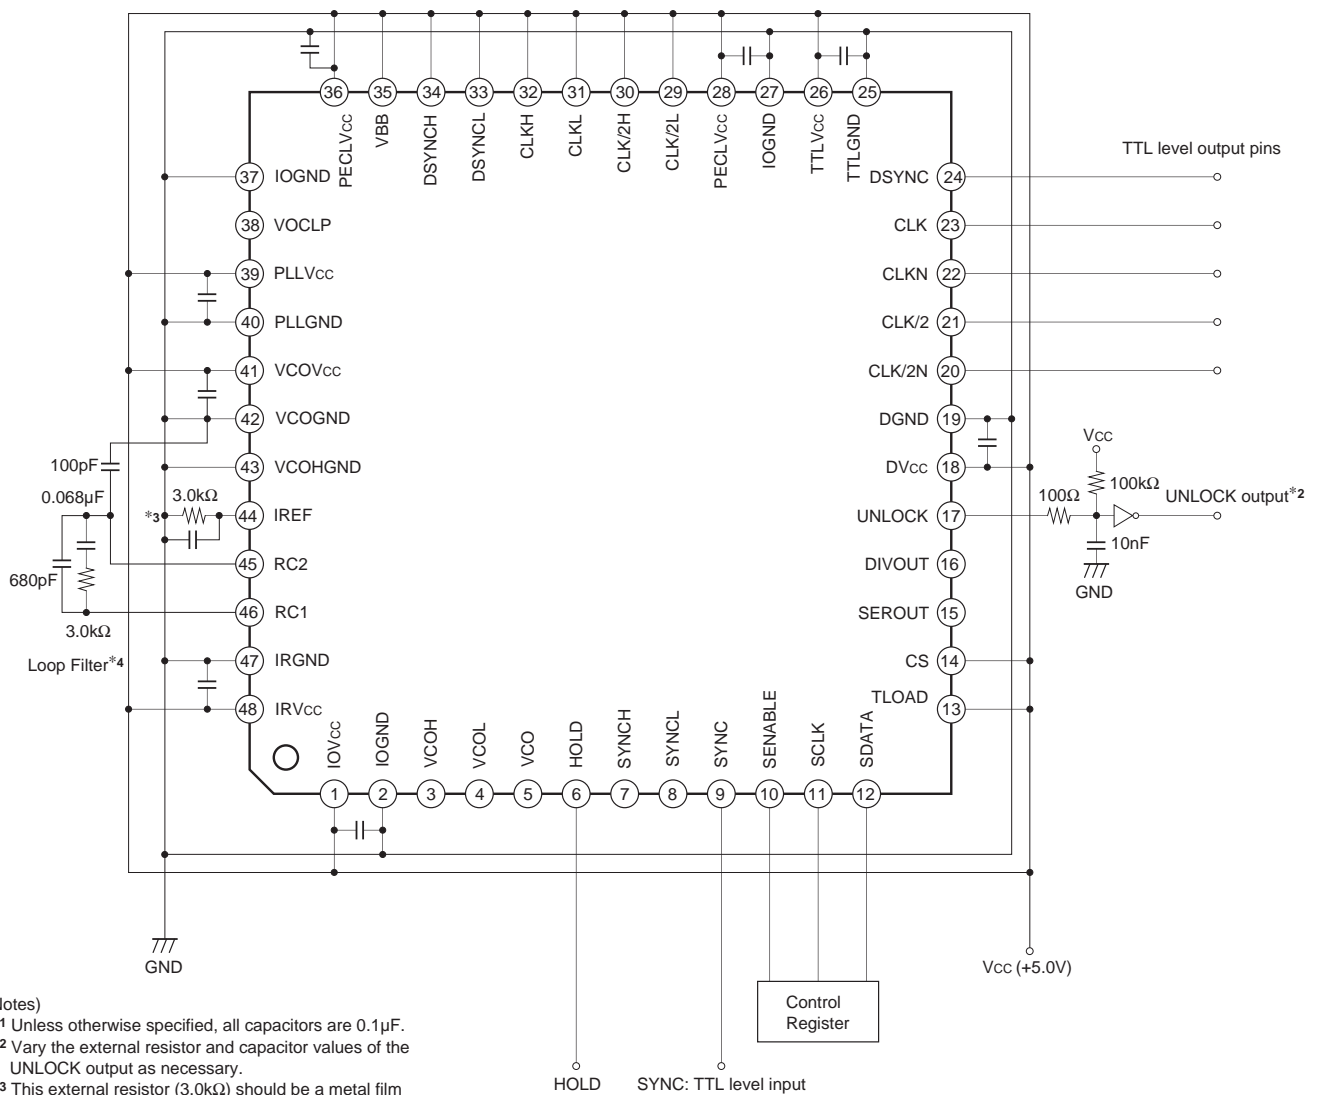 36 35 34 33 32 31 30 29 28 27 26 25
PECLVcc
VBB
DSYNCH
DSYNCL
CLKH
CLKL
CLK/2H
CLK/2L
PECLVcc
IOGND
TTLVcc
TTLGND
TTL level output pins
37 IOGND
38 VOCLP
39 PLLVcc
40 PLLGND
41 VCOVcc
42 VCOGND
43 VCOHGND
44 IREF
45 RC2
46 RC1
47 IRGND
48 IRVcc
100pF
0.068µF
3.0kΩ
*3
680pF
3.0kΩ
Loop Filter*4
DSYNC 24
CLK 23
CLKN 22
CLK/2 21
CLK/2N 20
DGND 19
DVcc 18
UNLOCK 17
DIVOUT 16
SEROUT 15
CS 14
TLOAD 13
Vcc
100kΩ
100Ω
UNLOCK output*2
10nF
GND
IOVcc
IOGND
VCOH
VCOL
VCO
HOLD
SYNCH
SYNCL
SYNC
SENABLE
SCLK
SDATA
1 2 3 4 5 6 7 8 9 10 11 12
GND
Vcc (+5.0V)
Control
Register
HOLD
SYNC: TTL level input
lotes)
1 Unless otherwise specified, all capacitors are 0.1µF.
2 Vary the external resistor and capacitor values of the
UNLOCK output as necessary.
3 This external resistor (3.0kΩ) should be a metal film